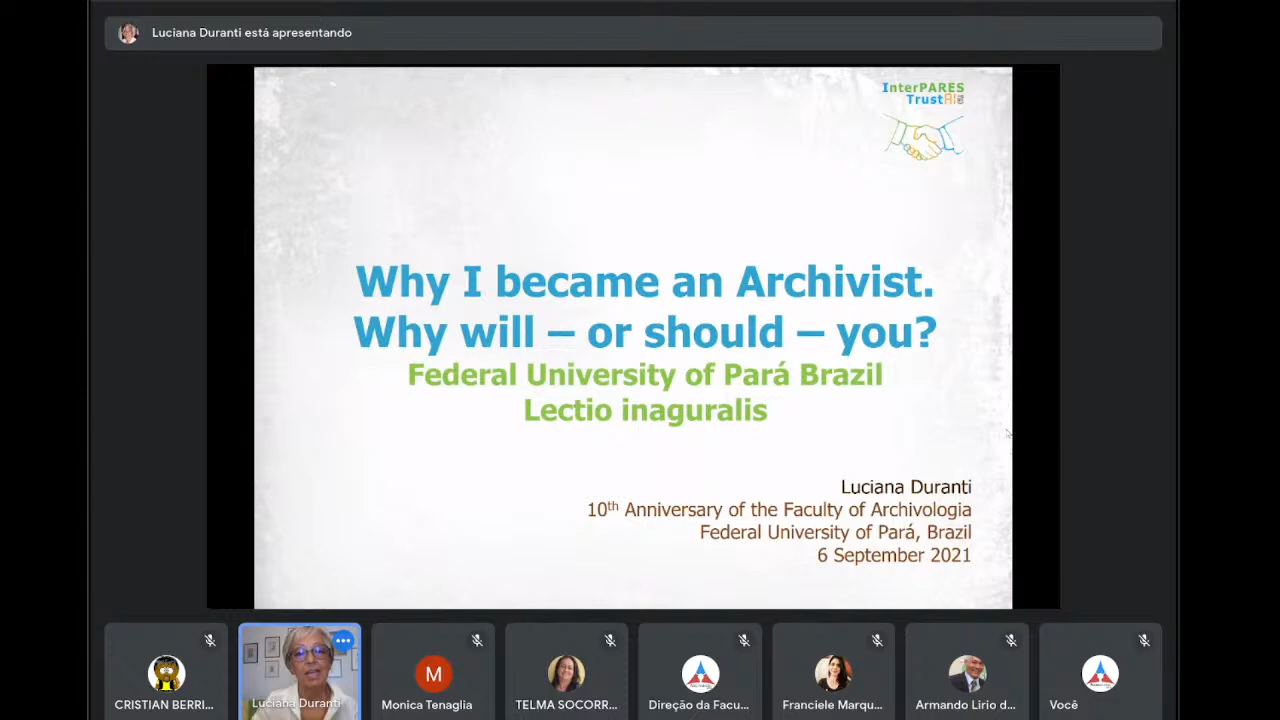 Luciana Duranti está apresentando
InterPARES
TrustAI
Why I became an Archivist.
Why will – or should – you?
Federal University of Pará Brazil
Lectio inaguralis
Luciana Duranti
10th Anniversary of the Faculty of Archivologia
Federal University of Pará, Brazil
6 September 2021
CRISTIAN BERRI...
Luciana Duranti
M
Monica Tenaglia
TELMA SOCORR...
Direção da Facu...
Franciele Marqu...
Armando Lirio d...
Você